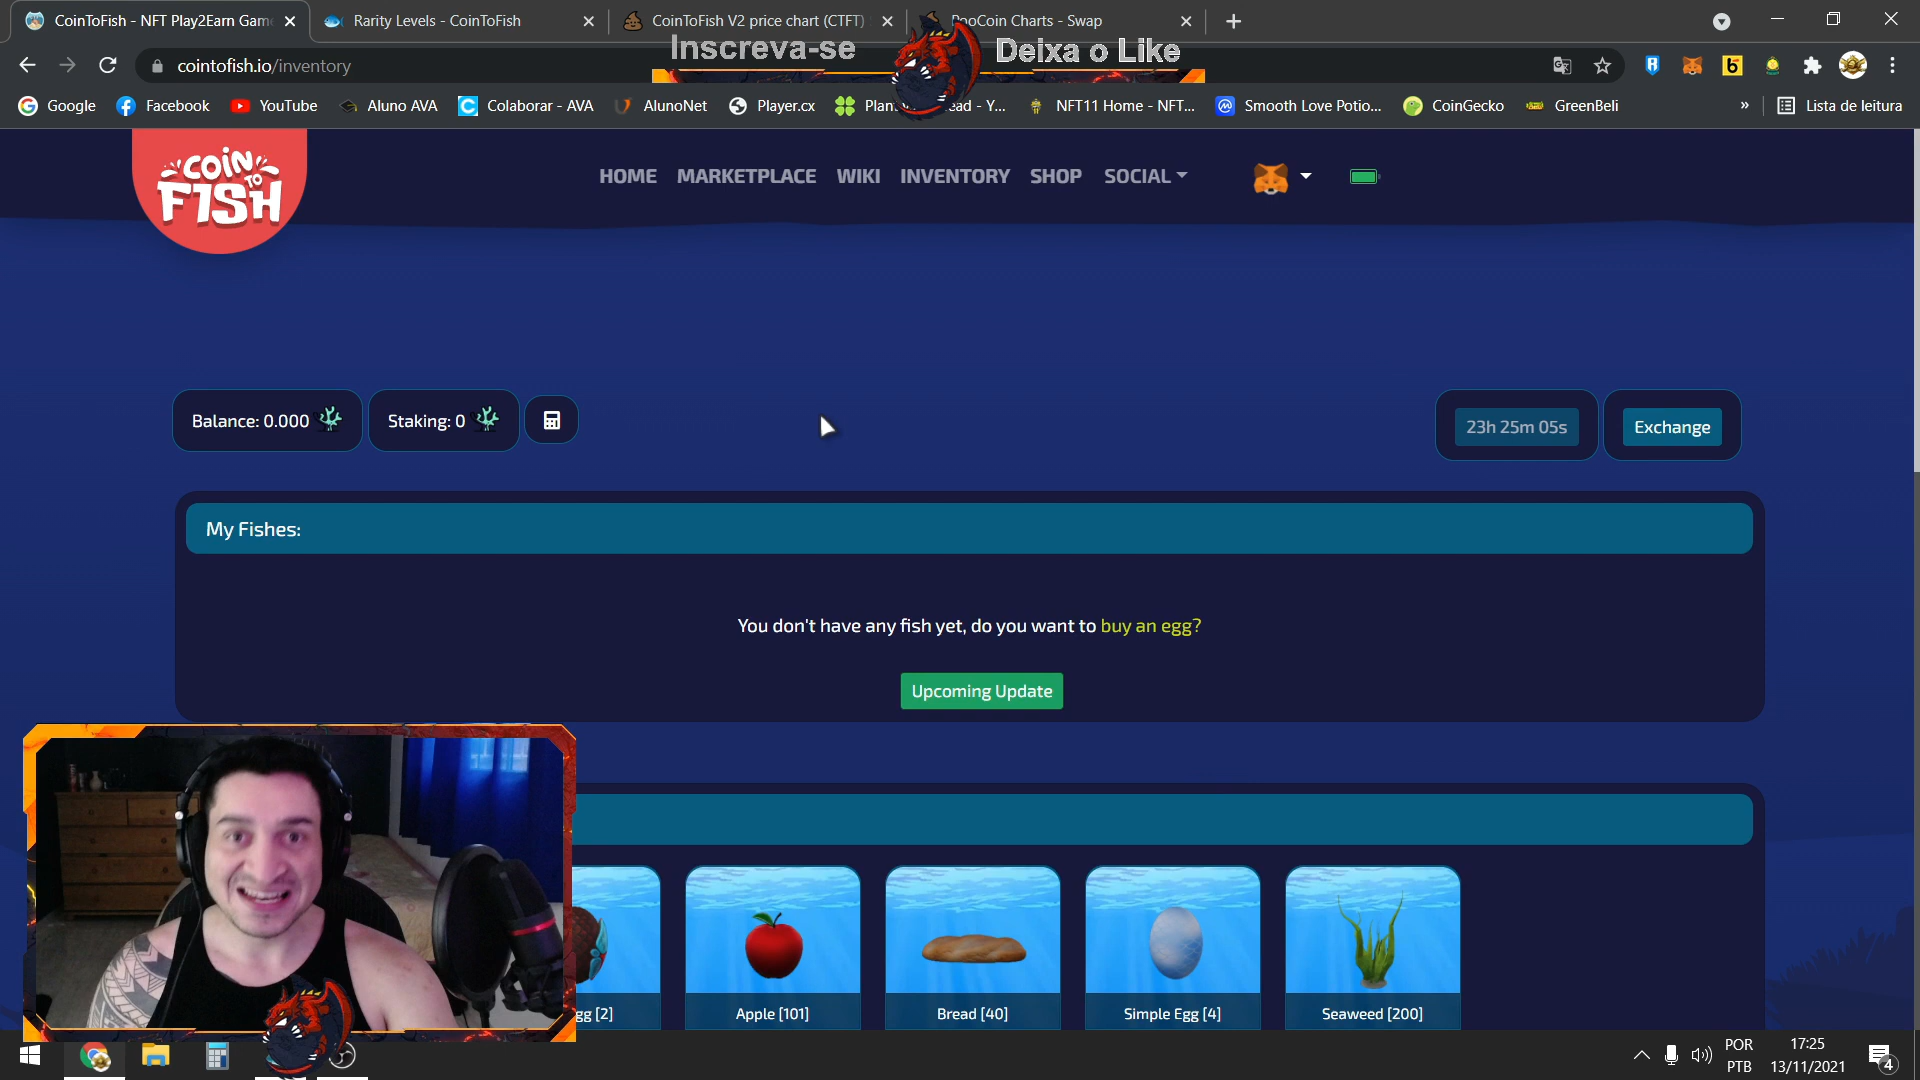 CoinToFish - NFT Play2Earn Game
Rarity Levels - CoinToFish
CoinToFish V2 price chart (CTFT)
PooCoin Charts - Swap
Inscreva-se
Deixa o Like
cointofish.io/inventory
Google
Facebook
YouTube
Aluno AVA
Colaborar - AVA
AlunoNet
Player.cx
NFT11 Home - NFT...
Smooth Love Potio...
CoinGecko
GreenBeli
»
Lista de leitura
COIN TO FISH
HOME
MARKETPLACE
WIKI
INVENTORY
SHOP
SOCIAL
Balance: 0.000
Staking: 0
23h 25m 05s
Exchange
My Fishes:
You don't have any fish yet, do you want to buy an egg?
Upcoming Update
gg [2]
Apple [101]
Bread [40]
Simple Egg [4]
Seaweed [200]
POR
PTB
17:25
13/11/2021
4